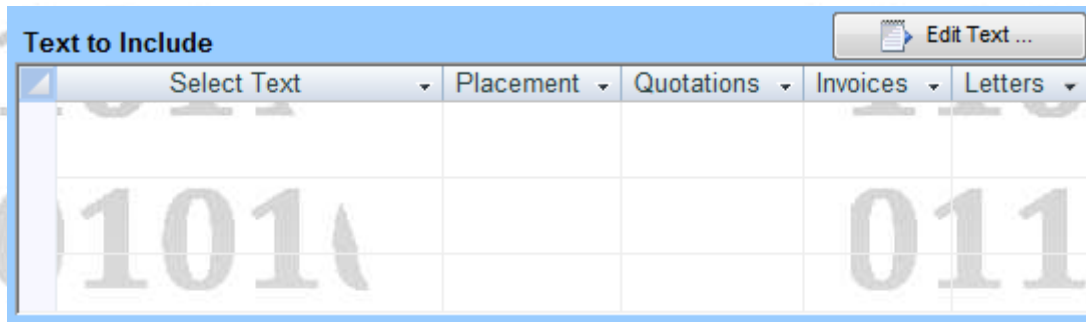 Text to Include
Edit Text ...
Select Text
Placement
Quotations
Invoices
Letters